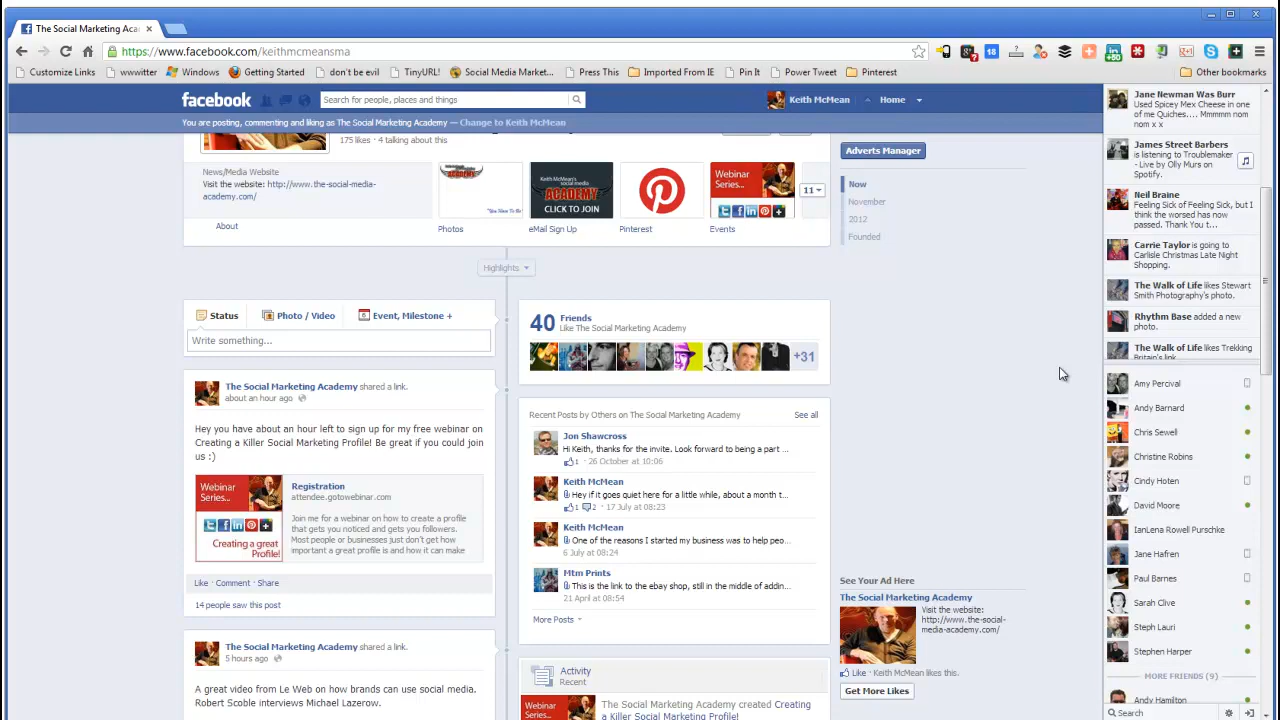 The Social Marketing Aca
https://www.facebook.com/keithmcmeansma
Customize Links
wwwitter
Windows
Getting Started
don't be evil
TinyURL!
Social Media Market...
Press This
Imported From IE
Pin It
Power Tweet
Pinterest
Other bookmarks
facebook
Search for people, places and things
Keith McMean
Home
You are posting, commenting and liking as The Social Marketing Academy — Change to Keith McMean
175 likes · 4 talking about this
News/Media Website
Visit the website: http://www.the-social-media-
academy.com/
About
Photos
Keith McMean's
social media
ACADEMY
CLICK TO JOIN
eMail Sign Up
Pinterest
Webinar
Series...
Events
11
Highlights
Adverts Manager
Now
November
2012
Founded
Status
Photo / Video
Event, Milestone +
Write something...
The Social Marketing Academy shared a link.
about an hour ago
Hey you have about an hour left to sign up for my free webinar on
Creating a Killer Social Marketing Profile! Be great if you could join
us :)
Webinar
Series...
Creating a great
Profile!
Registration
attendee.gotowebinar.com
Join me for a webinar on how to create a profile
that gets you noticed and gets you followers.
Most people or businesses just don't get how
important a great profile is and how it can make
Like · Comment · Share
14 people saw this post
The Social Marketing Academy shared a link.
5 hours ago
A great video from Le Web on how brands can use social media.
Robert Scoble interviews Michael Lazerow.
40
Friends
Like The Social Marketing Academy
+31
Recent Posts by Others on The Social Marketing Academy
See all
Jon Shawcross
Hi Keith, thanks for the invite. Look forward to being a part ...
1 · 26 October at 10:06
Keith McMean
Hey if it goes quiet here for a little while, about a month t...
1 2 · 17 July at 08:23
Keith McMean
One of the reasons I started my business was to help peo...
6 July at 08:24
Mtm Prints
This is the link to the ebay shop, still in the middle of addin...
21 April at 08:54
More Posts
Activity
Recent
Webinar
Series...
The Social Marketing Academy created Creating
a Killer Social Marketing Profile!
See Your Ad Here
The Social Marketing Academy
Visit the website:
http://www.the-social-
media-academy.com/
Like · Keith McMean likes this.
Get More Likes
Jane Newman Was Burr
Used Spicey Mex Cheese in one
of me Quiches.... Mmmmm nom
nom x x
James Street Barbers
is listening to Troublemaker
- Live by Olly Murs on
Spotify.
Neil Braine
Feeling Sick of Feeling Sick, but I
think the worsed has now
passed. Thank You t...
Carrie Taylor is going to
Carlisle Christmas Late Night
Shopping.
The Walk of Life likes Stewart
Smith Photography's photo.
Rhythm Base added a new
photo.
The Walk of Life likes Trekking
Britain's link.
Amy Percival
Andy Barnard
Chris Sewell
Christine Robins
Cindy Hoten
David Moore
IanLena Rowell Purschke
Jane Hafren
Paul Barnes
Sarah Clive
Steph Lauri
Stephen Harper
MORE FRIENDS (9)
Andy Hamilton
Search